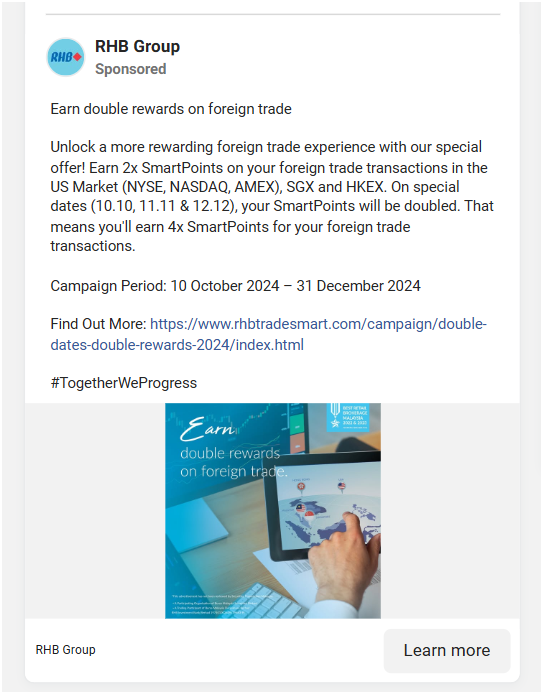 RHB
RHB Group
Sponsored
Earn double rewards on foreign trade
Unlock a more rewarding foreign trade experience with our special
offer! Earn 2x SmartPoints on your foreign trade transactions in the
US Market (NYSE, NASDAQ, AMEX), SGX and HKEX. On special
dates (10.10, 11.11 & 12.12), your SmartPoints will be doubled. That
means you'll earn 4x SmartPoints for your foreign trade
transactions.
Campaign Period: 10 October 2024 – 31 December 2024
Find Out More: https://www.rhbtradesmart.com/campaign/double-
dates-double-rewards-2024/index.html
#TogetherWeProgress
BEST RETAIL
BROKERAGE
MALAYSIA
Earn
double rewards
on foreign trade.
RHB Group
Learn more